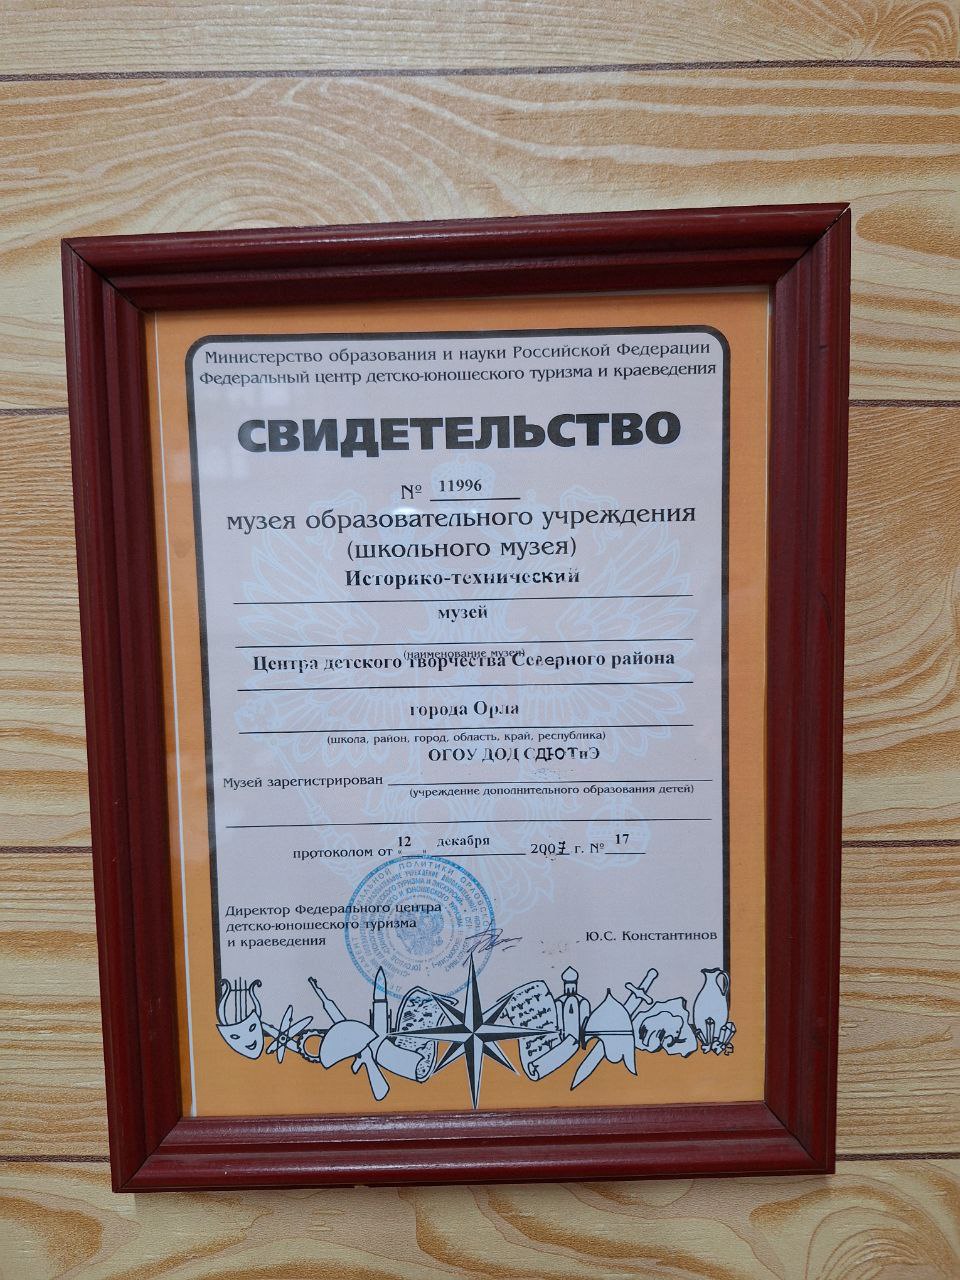 Министерство образования и науки Российской Федерации
Федеральный центр детско-юношеского туризма и краеведения
СВИДЕТЕЛЬСТВО
№ 11996
музея образовательного учреждения
(школьного музея)
Историко-технический
музей
(наименование музея)
Центра детского творчества Северного района
города Орла
(школа, район, город, область, край, республика)
ОГОУ ДОД СДЮТиЭ
Музей зарегистрирован
(учреждение дополнительного образования детей)
протоколом от "12" декабря 2007 г. № 17
Директор Федерального центра
детско-юношеского туризма
и краеведения
Ю.С. Константинов